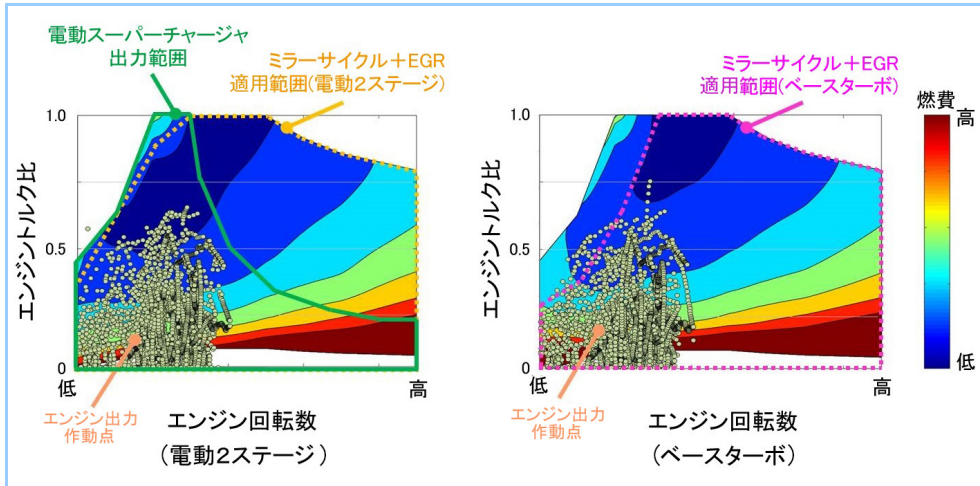 電動スーパーチャージャ
出力範囲
ミラーサイクル+EGR
適用範囲(電動2ステージ)
1.0
0.5
0
エンジントルク比
低
高
エンジン出力
作動点
エンジン回転数
(電動2ステージ)
ミラーサイクル+EGR
適用範囲(ベースターボ)
1.0
0.5
0
エンジントルク比
低
高
エンジン出力
作動点
エンジン回転数
(ベースターボ)
燃費
高
低